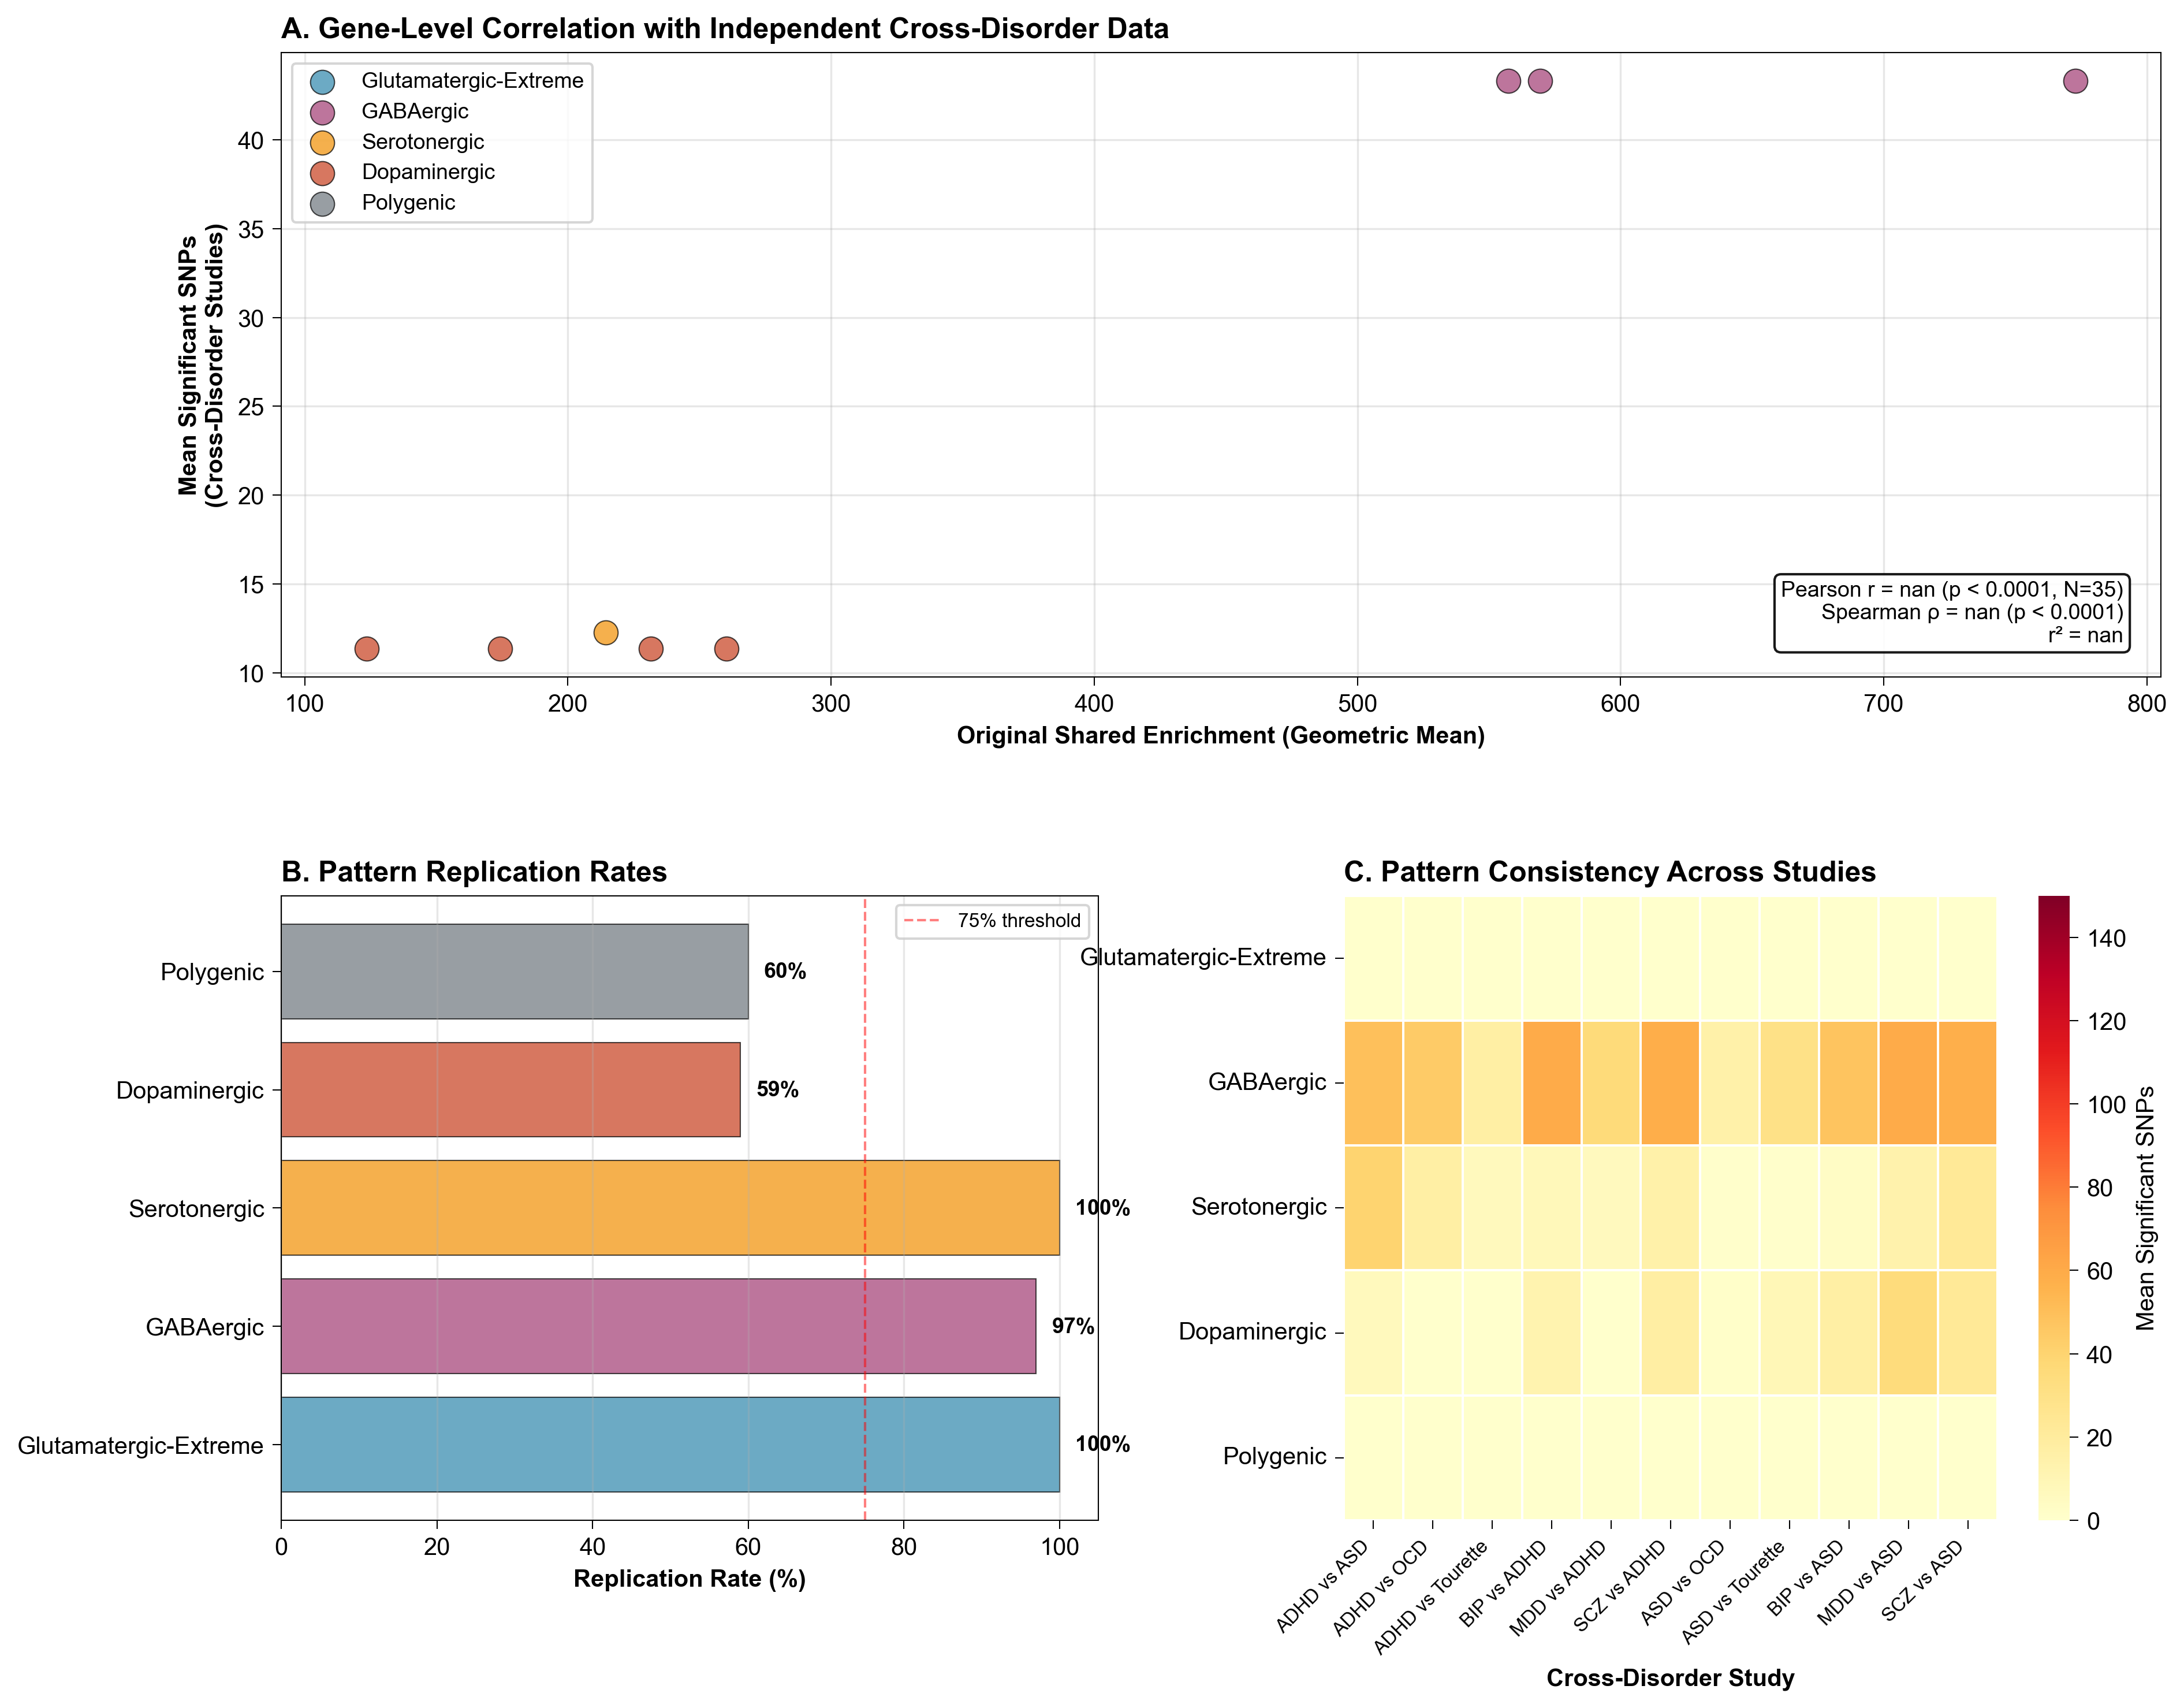 A. Gene-Level Correlation with Independent Cross-Disorder Data
Glutamatergic-Extreme
GABAergic
Serotonergic
Dopaminergic
Polygenic
Mean Significant SNPs
(Cross-Disorder Studies)
40
35
30
25
20
15
10
Pearson r = nan (p < 0.0001, N=35)
Spearman ρ = nan (p < 0.0001)
r² = nan
100 200 300 400 500 600 700 800
Original Shared Enrichment (Geometric Mean)
B. Pattern Replication Rates
75% threshold
Polygenic 60%
Dopaminergic 59%
Serotonergic 100%
GABAergic 97%
Glutamatergic-Extreme 100%
0 20 40 60 80 100
Replication Rate (%)
C. Pattern Consistency Across Studies
Glutamatergic-Extreme
GABAergic
Serotonergic
Dopaminergic
Polygenic
ADHD vs ASD
ADHD vs OCD
ADHD vs Tourette
BIP vs ADHD
MDD vs ADHD
SCZ vs ADHD
ASD vs OCD
ASD vs Tourette
BIP vs ASD
MDD vs ASD
SCZ vs ASD
Cross-Disorder Study
140
120
100
80
60
40
20
0
Mean Significant SNPs